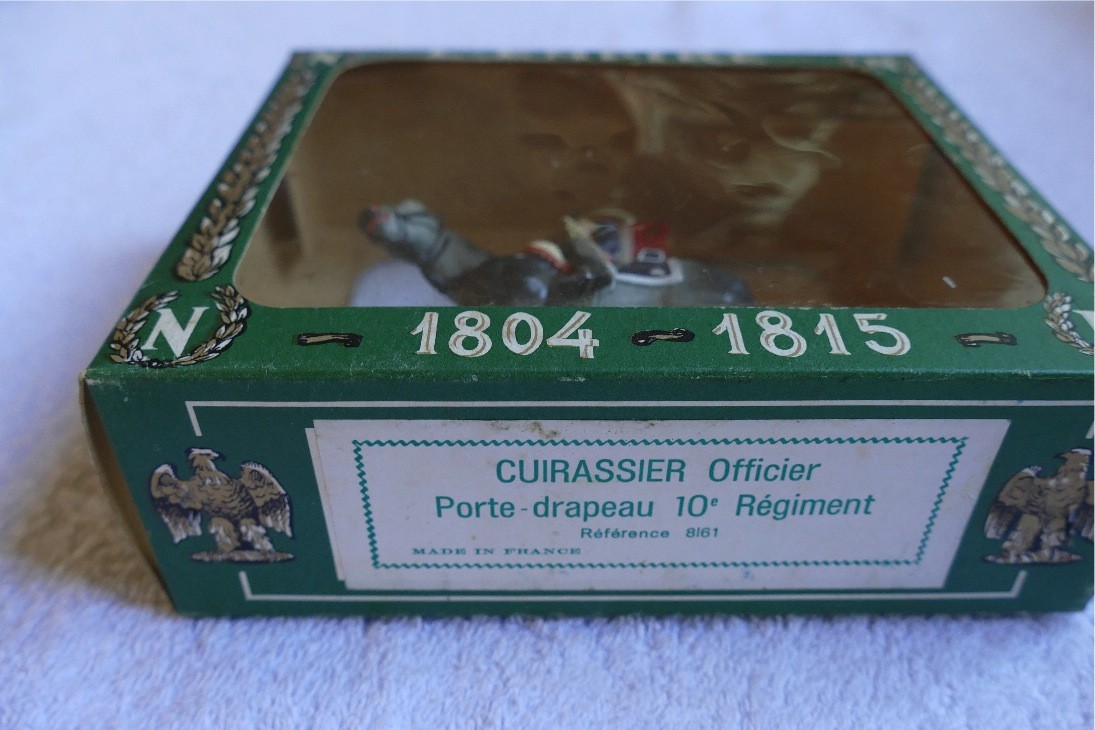 N 1804 - 1815
CUIRASSIER Officier
Porte-drapeau 10e Régiment
Référence 8161
MADE IN FRANCE